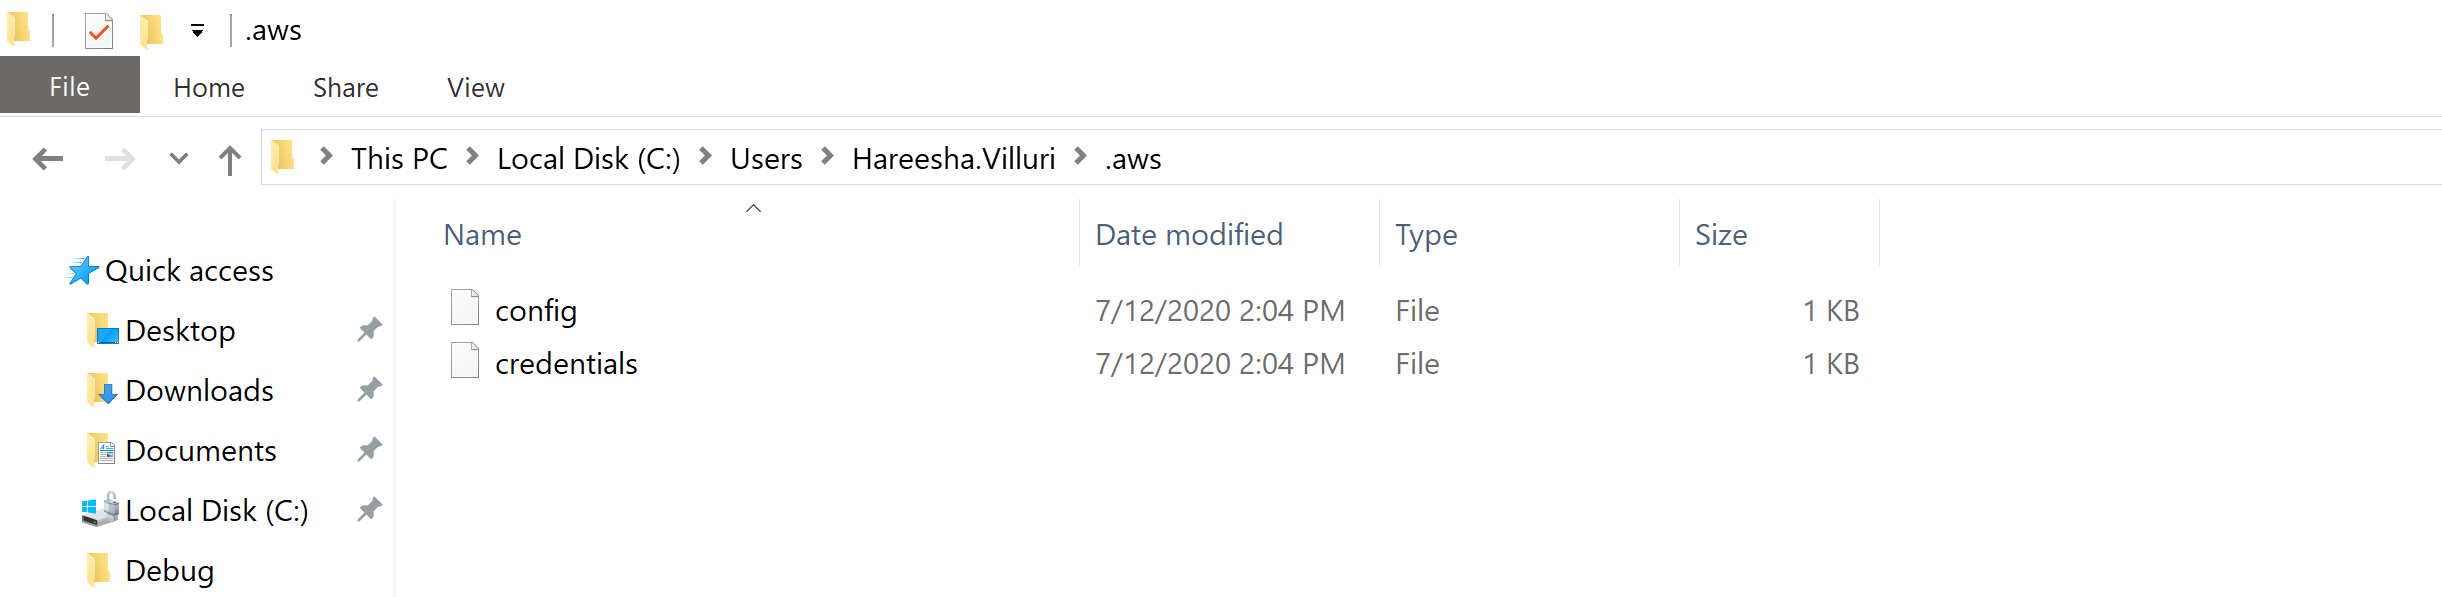 .aws
File Home Share View
This PC Local Disk (C:) Users Hareesha.Villuri .aws
Name Date modified Type Size
Quick access
config 7/12/2020 2:04 PM File 1 KB
Desktop
credentials 7/12/2020 2:04 PM File 1 KB
Downloads
Documents
Local Disk (C:)
Debug